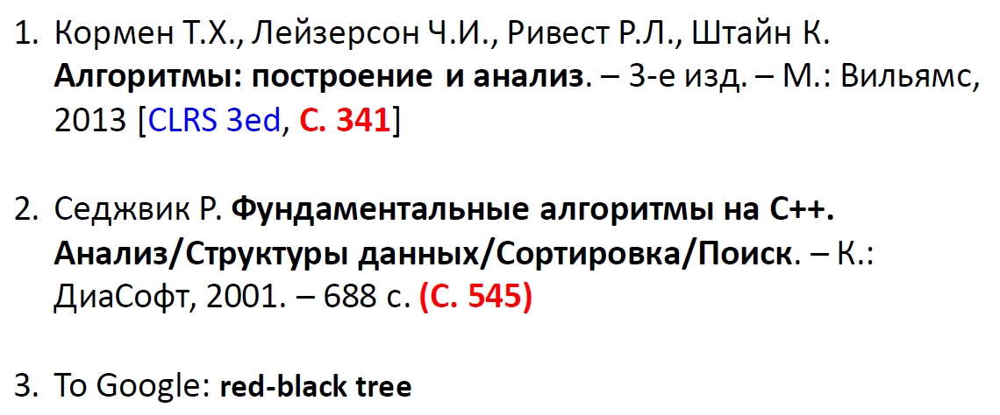 1. Кормен Т.Х., Лейзерсон Ч.И., Ривест Р.Л., Штайн К.
Алгоритмы: построение и анализ. – 3-е изд. – М.: Вильямс,
2013 [CLRS 3ed, С. 341]
2. Седжвик Р. Фундаментальные алгоритмы на С++.
Анализ/Структуры данных/Сортировка/Поиск. – К.:
ДиаСофт, 2001. – 688 с. (С. 545)
3. To Google: red-black tree